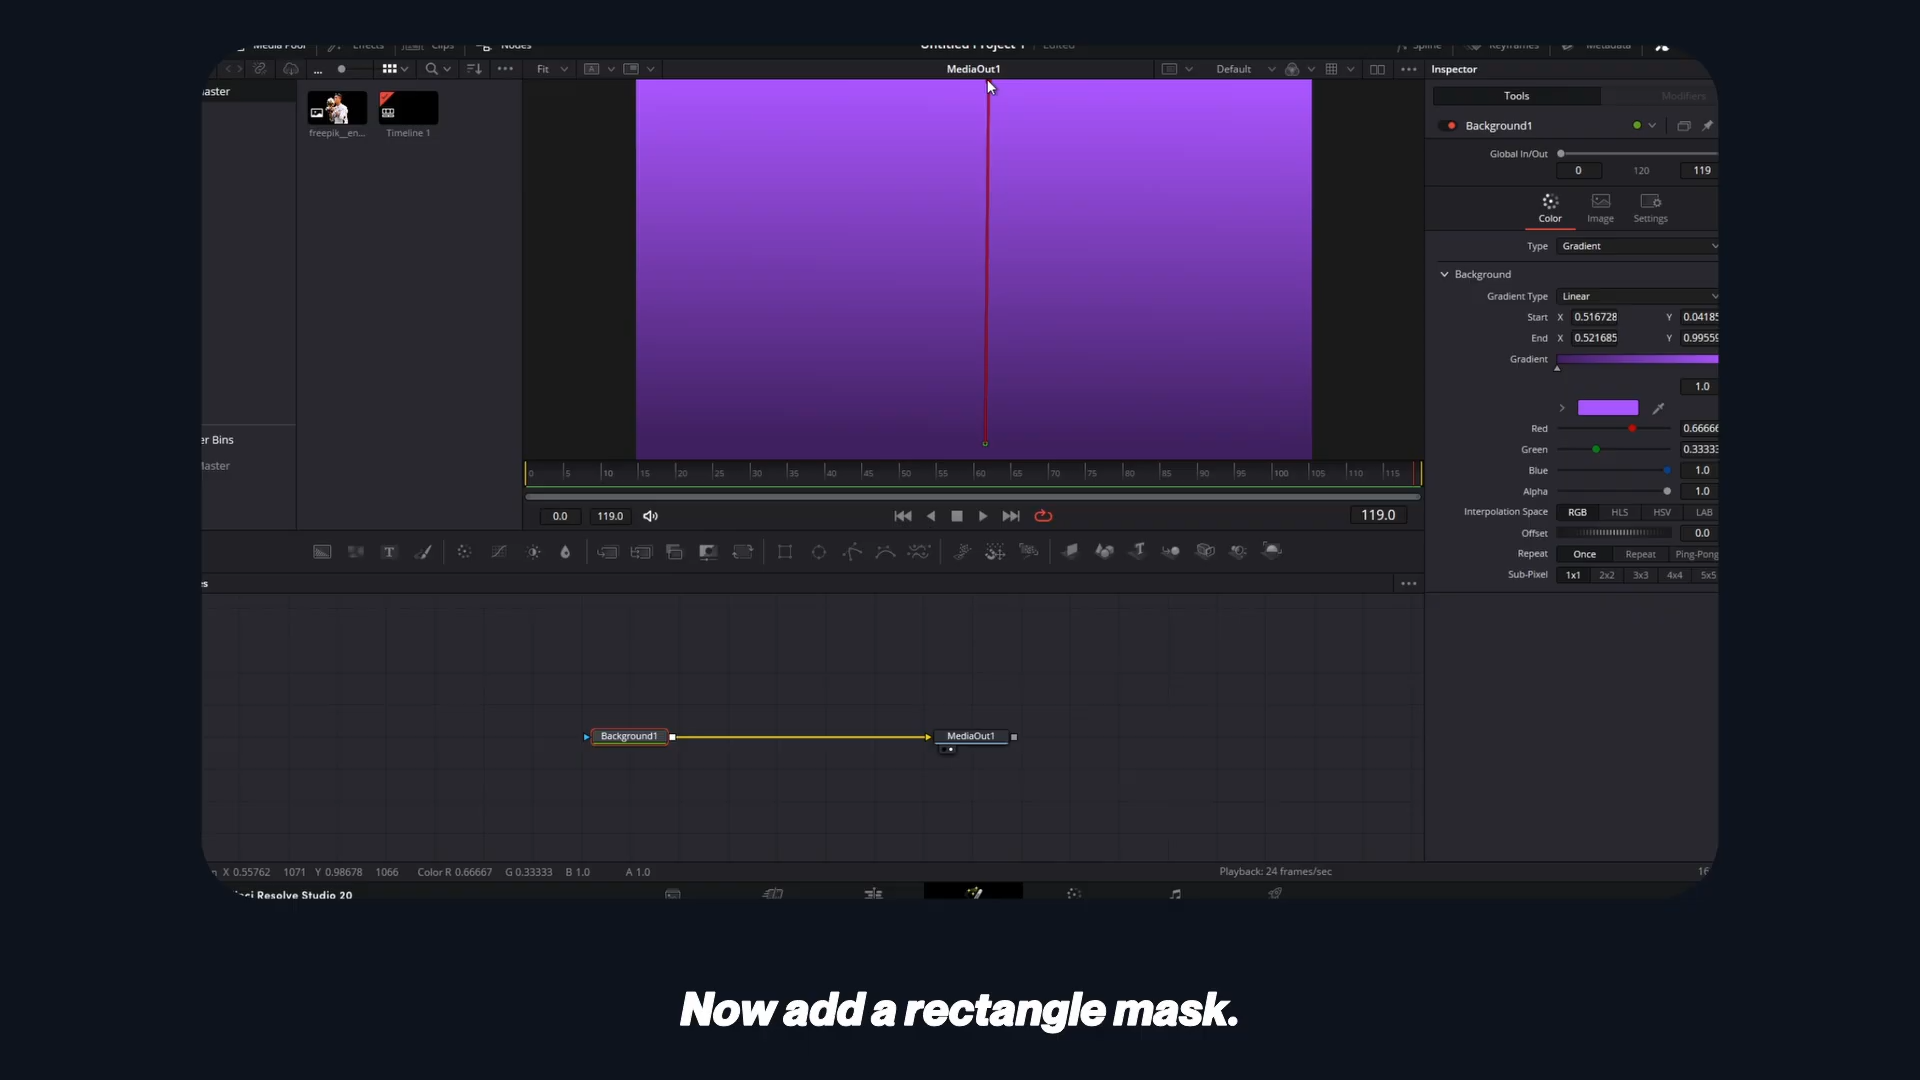 Media Pool Effects Clips Nodes Untitled Project 1 Edited Spline Keyframes Metadata
... Fit MediaOut1 Default Inspector
Master
Tools Modifiers
freepik__en... Timeline 1
Background1
Global In/Out
0 120 119
Color Image Settings
Type Gradient
Background
Gradient Type Linear
Start X 0.516728 Y 0.04185
End X 0.521685 Y 0.99559
Gradient
1.0
Red 0.66666
Green 0.33333
Blue 1.0
Alpha 1.0
Interpolation Space RGB HLS HSV LAB
Offset 0.0
Repeat Once Repeat Ping-Pong
Sub-Pixel 1x1 2x2 3x3 4x4 5x5
er Bins
Master
0 5 10 15 20 25 30 35 40 45 50 55 60 65 70 75 80 85 90 95 100 105 110 115
0.0 119.0 119.0
T
es
Background1 MediaOut1
n X 0.55762 1071 Y 0.98678 1066 Color R 0.66667 G 0.33333 B 1.0 A 1.0 Playback: 24 frames/sec 16
nci Resolve Studio 20
Now add a rectangle mask.